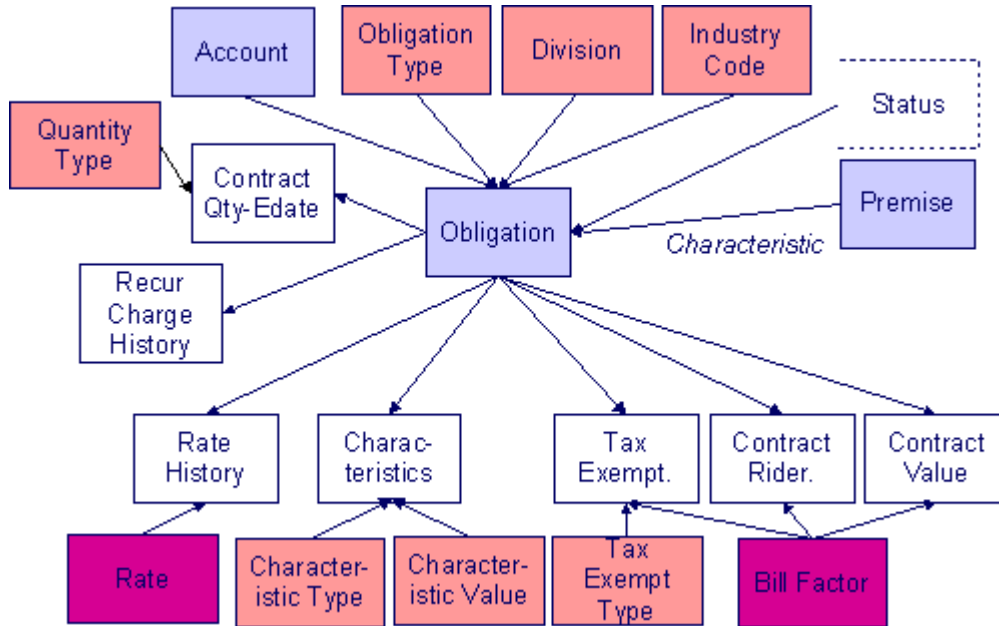 Account
Obligation
Type
Division
Industry
Code
Status
Quantity
Type
Contract
Qty-Edate
Obligation
Premise
Characteristic
Recur
Charge
History
Rate
History
Charac-
teristics
Tax
Exempt.
Contract
Rider.
Contract
Value
Rate
Character-
istic Type
Character-
istic Value
Tax
Exempt
Type
Bill Factor